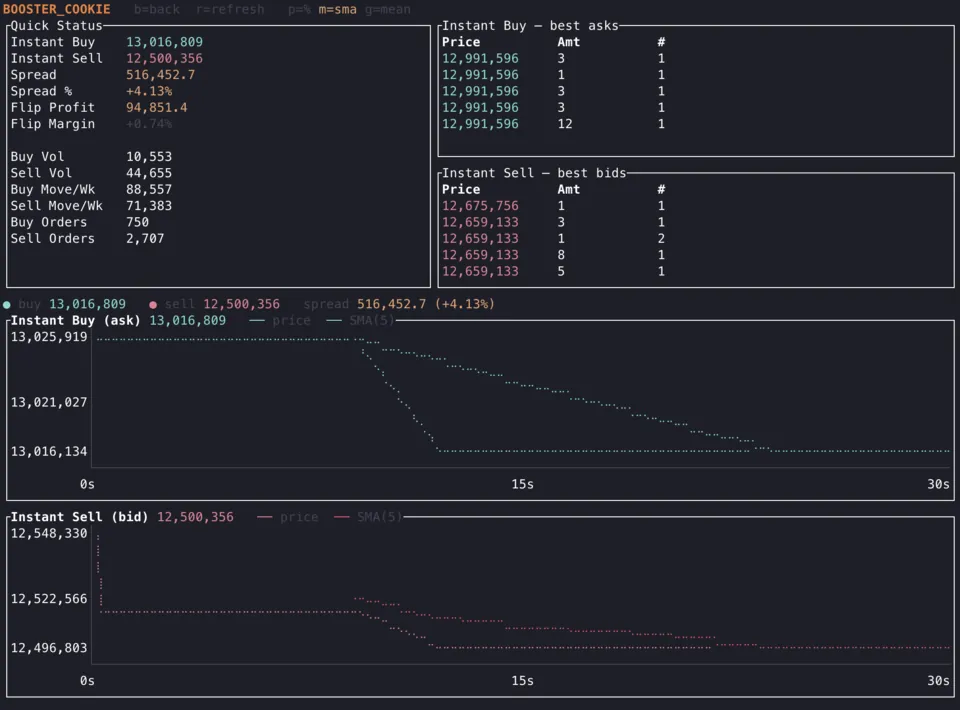 BOOSTER_COOKIE b=back r=refresh p=% m=sma g=mean
Quick Status
Instant Buy 13,016,809
Instant Sell 12,500,356
Spread 516,452.7
Spread % +4.13%
Flip Profit 94,851.4
Flip Margin +0.74%
Buy Vol 10,553
Sell Vol 44,655
Buy Move/Wk 88,557
Sell Move/Wk 71,383
Buy Orders 750
Sell Orders 2,707
Instant Buy — best asks
Price Amt #
12,991,596 3 1
12,991,596 1 1
12,991,596 3 1
12,991,596 3 1
12,991,596 12 1
Instant Sell — best bids
Price Amt #
12,675,756 1 1
12,659,133 3 1
12,659,133 1 2
12,659,133 8 1
12,659,133 5 1
● buy 13,016,809 ● sell 12,500,356 spread 516,452.7 (+4.13%)
Instant Buy (ask) 13,016,809 — price — SMA(5)
13,025,919
13,021,027
13,016,134
0s 15s 30s
Instant Sell (bid) 12,500,356 — price — SMA(5)
12,548,330
12,522,566
12,496,803
0s 15s 30s